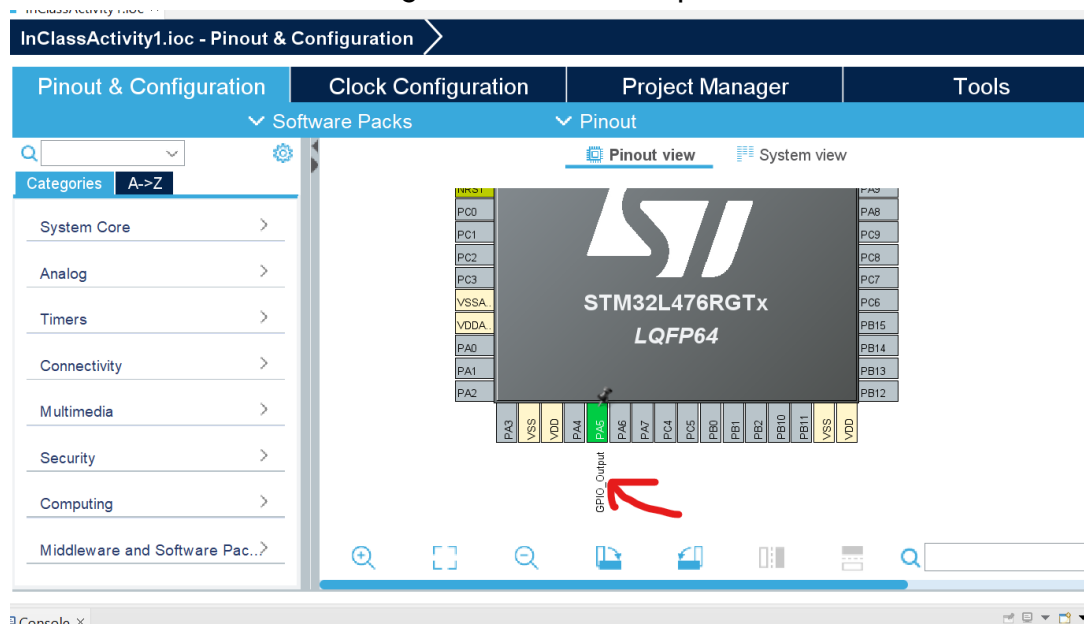 InClassActivity1.ioc - Pinout & Configuration
Pinout & Configuration
Clock Configuration
Project Manager
Tools
Software Packs
Pinout
Pinout view
System view
Categories
A->Z
System Core
Analog
Timers
Connectivity
Multimedia
Security
Computing
Middleware and Software Pac..
NRST
PC0
PC1
PC2
PC3
VSSA..
VDDA..
PA0
PA1
PA2
STM32L476RGTx
LQFP64
PA9
PA8
PC9
PC8
PC7
PC6
PB15
PB14
PB13
PB12
PA3
VSS
VDD
PA4
PA5
PA6
PA7
PC4
PC5
PB0
PB1
PB2
PB10
PB11
VSS
VDD
GPIO_Output
Console